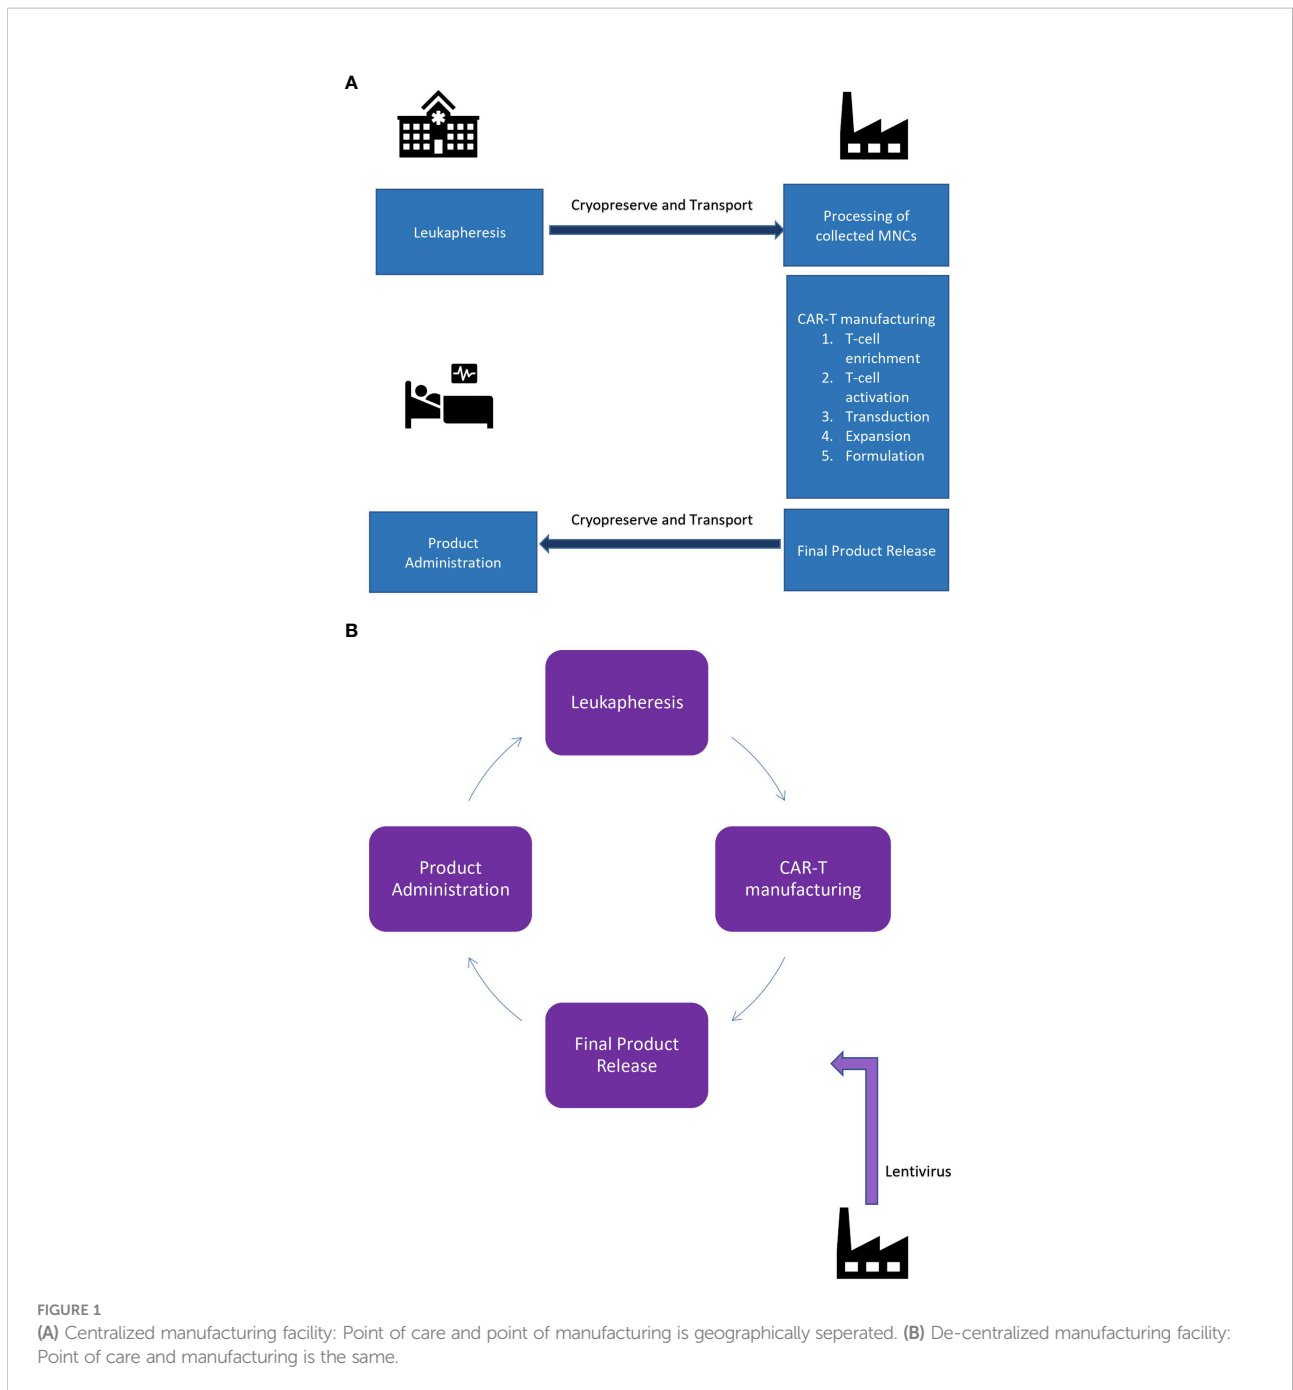 A
Leukapheresis
Cryopreserve and Transport
Processing of
collected MNCs
CAR-T manufacturing
1. T-cell
enrichment
2. T-cell
activation
3. Transduction
4. Expansion
5. Formulation
Product
Administration
Cryopreserve and Transport
Final Product Release
B
Leukapheresis
Product
Administration
CAR-T
manufacturing
Final Product
Release
Lentivirus
FIGURE 1
(A) Centralized manufacturing facility: Point of care and point of manufacturing is geographically seperated. (B) De-centralized manufacturing facility:
Point of care and manufacturing is the same.